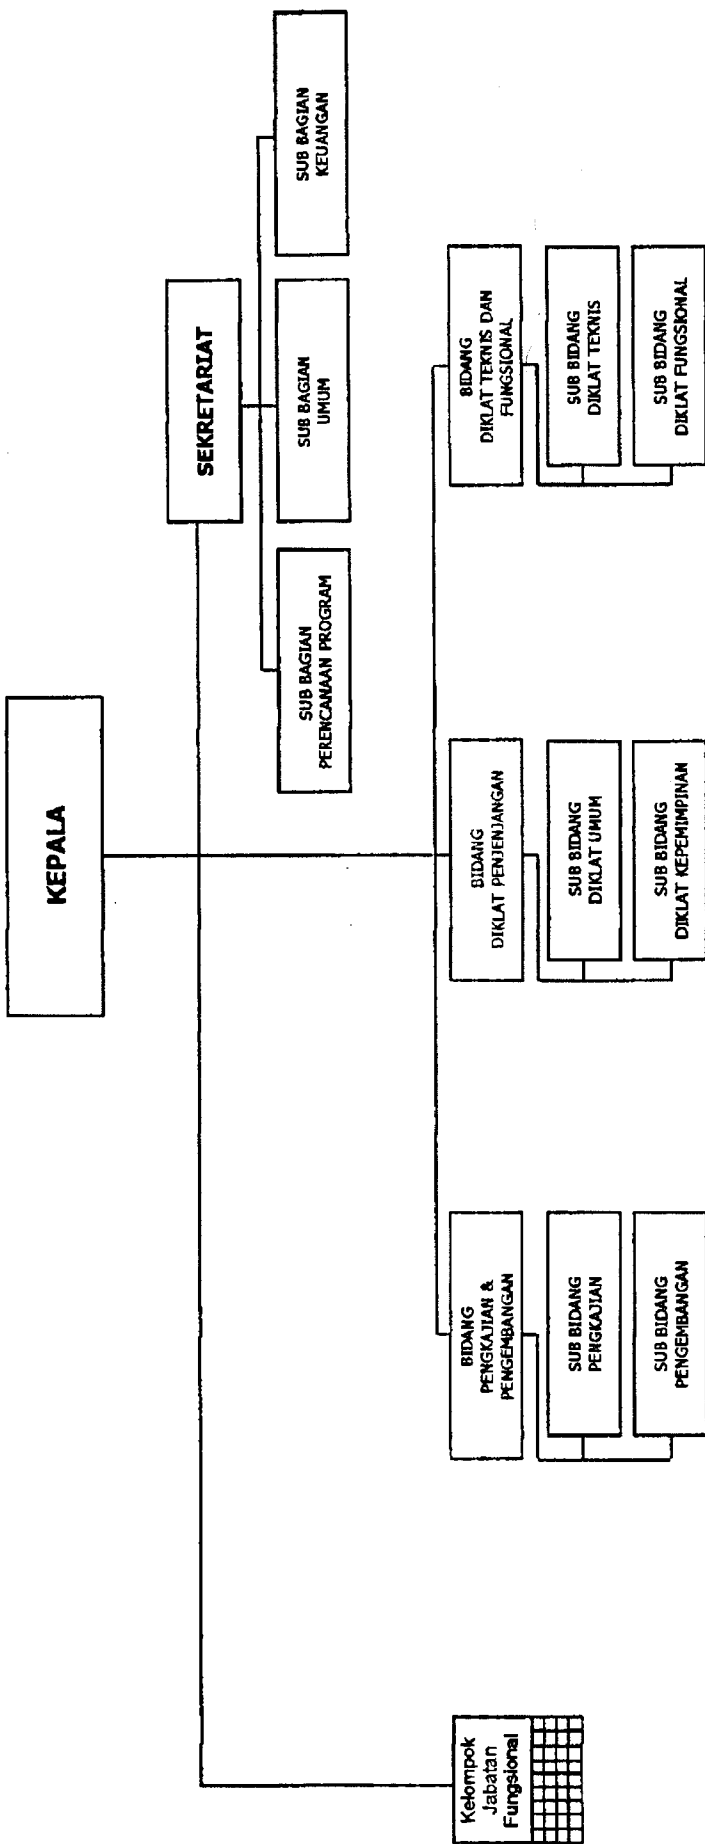 KEPALA
SEKRETARIAT
SUB BAGIAN
PERENCANAAN PROGRAM
SUB BAGIAN
UMUM
SUB BAGIAN
KEUANGAN
Kelompok
Jabatan
Fungsional
BIDANG
PENGKAJIAN &
PENGEMBANGAN
SUB BIDANG
PENGKAJIAN
SUB BIDANG
PENGEMBANGAN
BIDANG
DIKLAT PENJENJANGAN
SUB BIDANG
DIKLAT UMUM
SUB BIDANG
DIKLAT KEPEMIMPINAN
BIDANG
DIKLAT TEKNIS DAN
FUNGSIONAL
SUB BIDANG
DIKLAT TEKNIS
SUB BIDANG
DIKLAT FUNGSIONAL